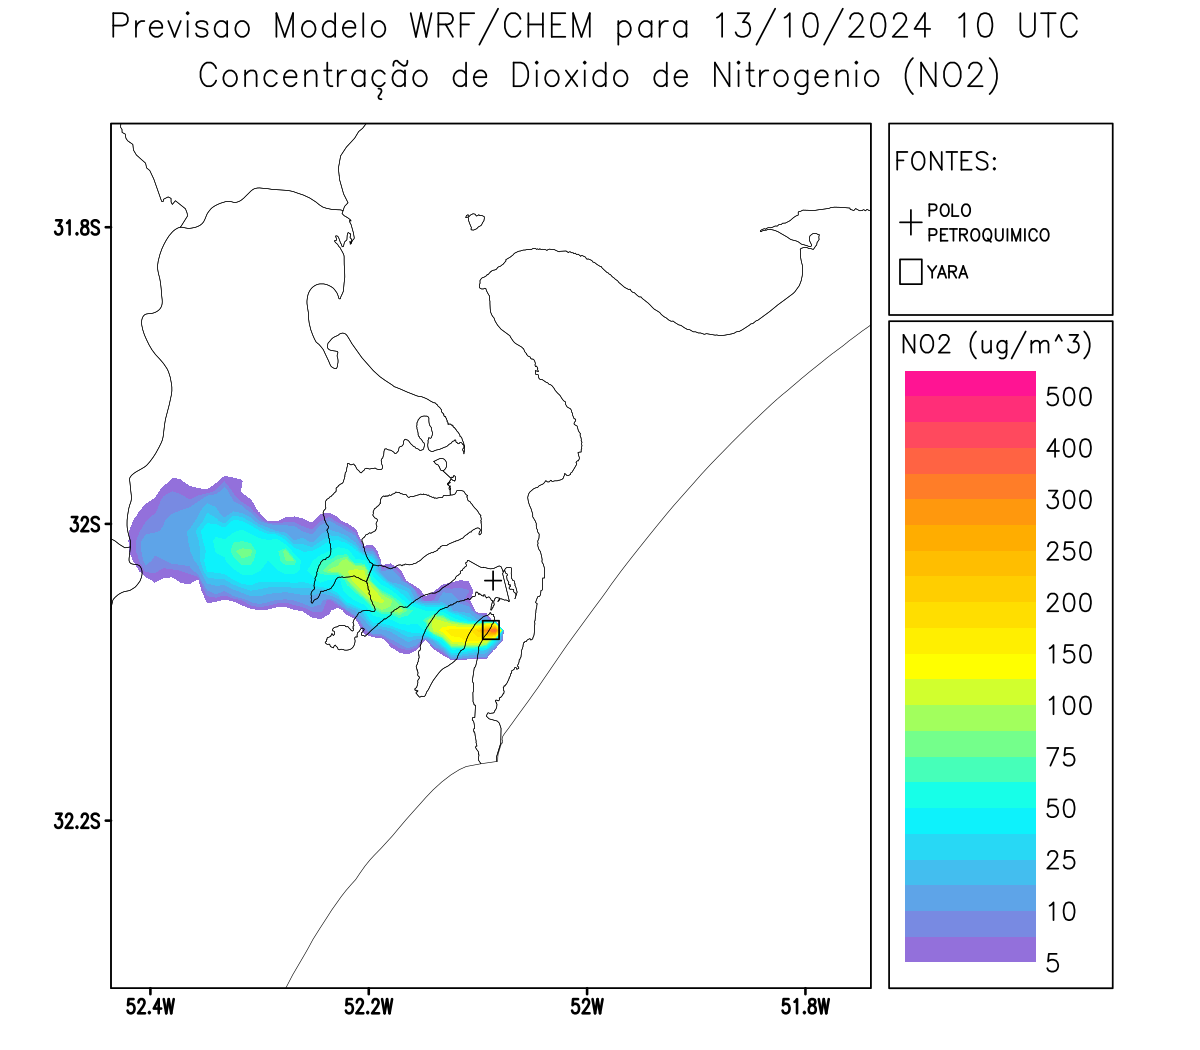 Previsao Modelo WRF/CHEM para 13/10/2024 10 UTC
Concentração de Dioxido de Nitrogenio (NO2)
FONTES:
POLO
PETROQUIMICO
YARA
NO2 (ug/m^3)
500
400
300
250
200
150
100
75
50
25
10
5
31.8S
32S
32.2S
52.4W
52.2W
52W
51.8W